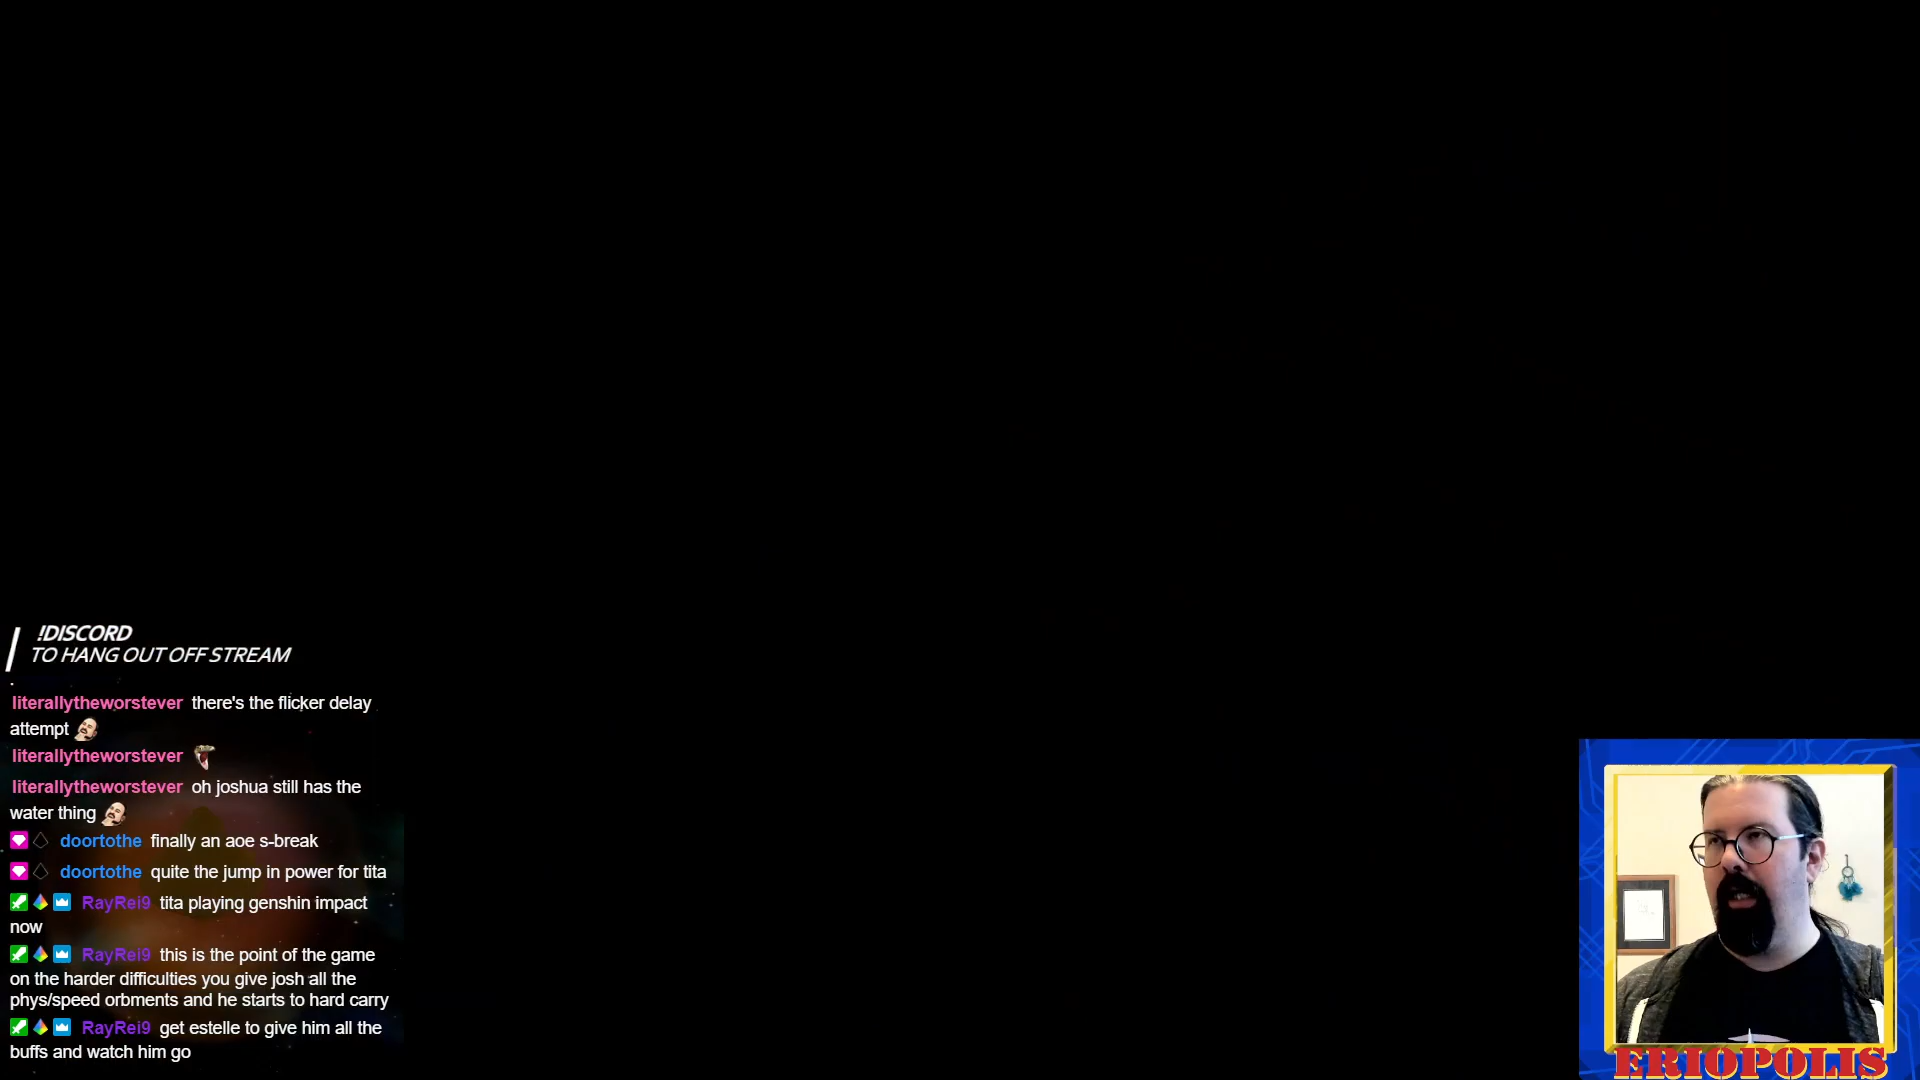 !DISCORD
TO HANG OUT OFF STREAM
literallytheworstever there's the flicker delay
attempt
literallytheworstever
literallytheworstever oh joshua still has the
water thing
doortothe finally an aoe s-break
doortothe quite the jump in power for tita
RayRei9 tita playing genshin impact
now
RayRei9 this is the point of the game
on the harder difficulties you give josh all the
phys/speed orbments and he starts to hard carry
RayRei9 get estelle to give him all the
buffs and watch him go
ERIOPOLIS